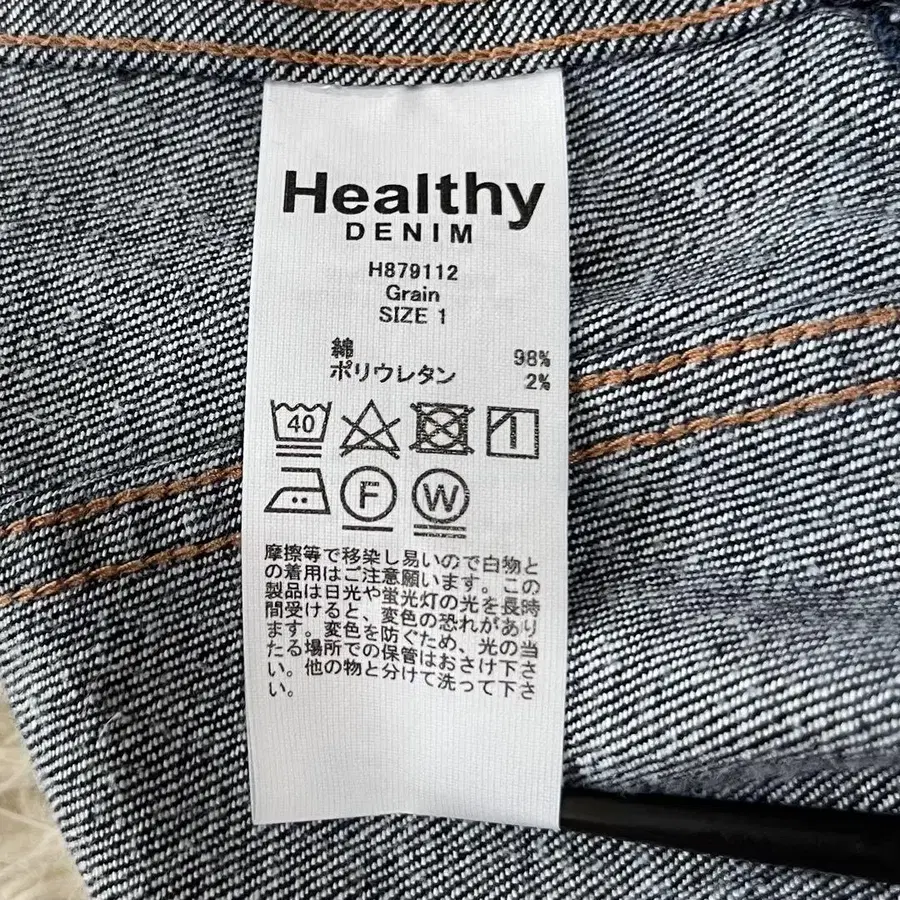 Healthy
DENIM
H879112
Grain
SIZE 1
綿 98%
ポリウレタン 2%
40
F
W
摩擦等で移染し易いので白物と
の着用はご注意願います。この
製品は日光や蛍光灯の光を長時
間受けると、変色の恐れがあり
ます。変色を防ぐため、光の当
たる場所での保管はおさけ下さ
い。他の物と分けて洗って下さ
い。